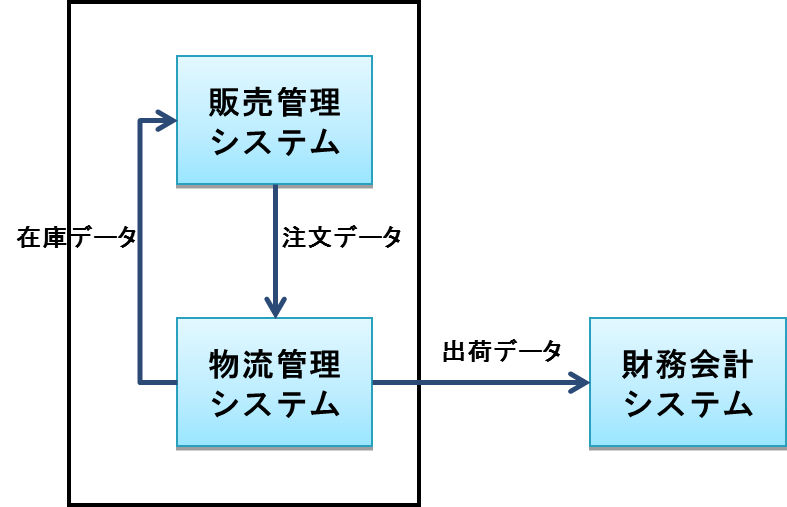 販売管理
システム
在庫データ
注文データ
物流管理
システム
出荷データ
財務会計
システム